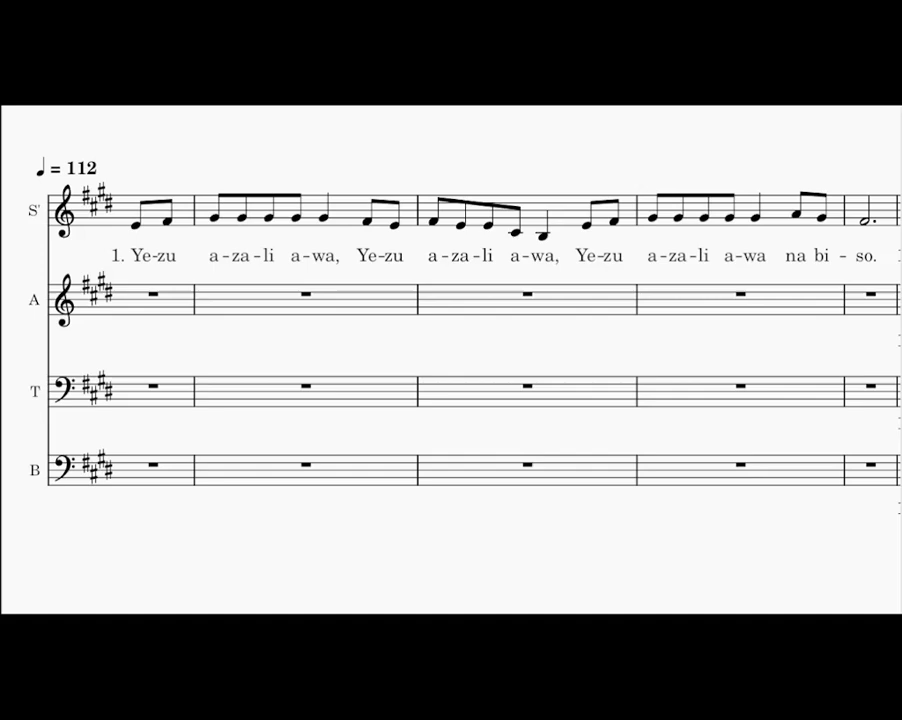 ♩ = 112
S'
1. Ye-zu a-za-li a-wa, Ye-zu a-za-li a-wa, Ye-zu a-za-li a-wa na bi - so.
A
T
B